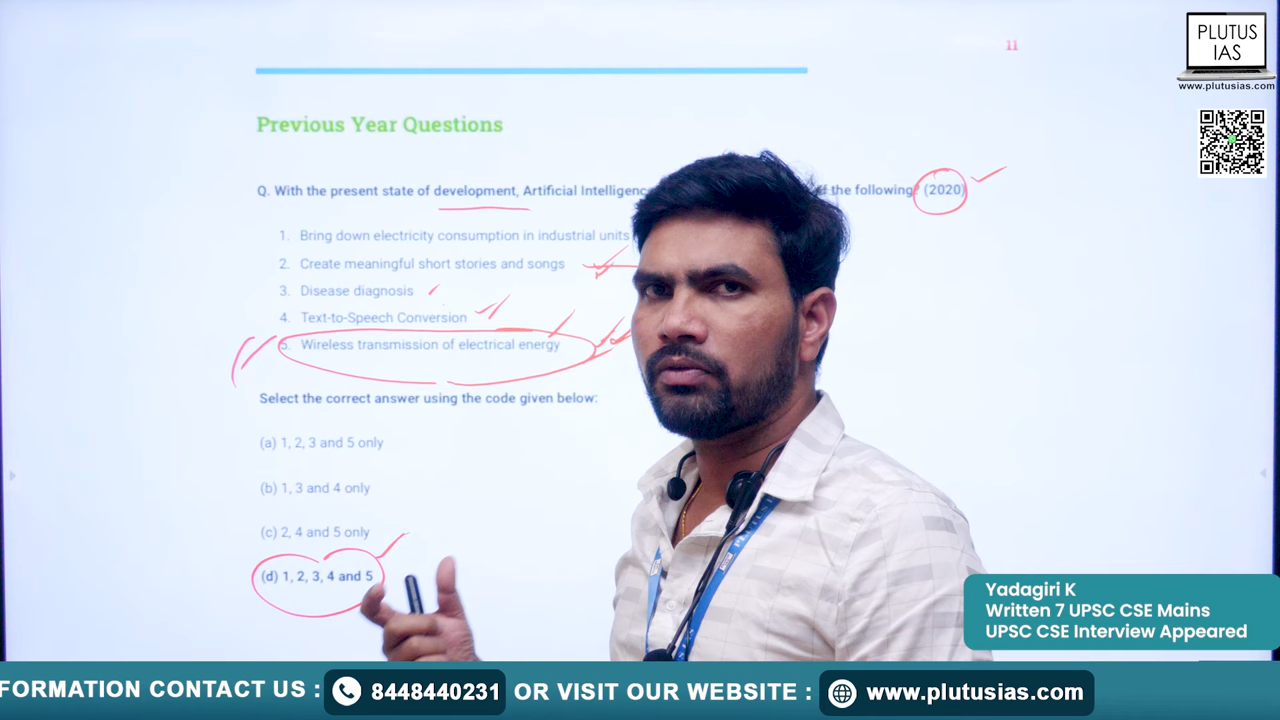 11
PLUTUS
IAS
www.plutusias.com
Previous Year Questions
Q. With the present state of development, Artificial the following? (2020)
1. Bring down electricity consumption in industrial units
2. Create meaningful short stories and songs
3. Disease diagnosis
4. Text-to-Speech Conversion
5. Wireless transmission of electrical energy
Select the correct answer using the code given below:
(a) 1, 2, 3 and 5 only
(b) 1, 3 and 4 only
(c) 2, 4 and 5 only
(d) 1, 2, 3, 4 and 5
Yadagiri K
Written 7 UPSC CSE Mains
UPSC CSE Interview Appeared
FORMATION CONTACT US : 8448440231 OR VISIT OUR WEBSITE : www.plutusias.com